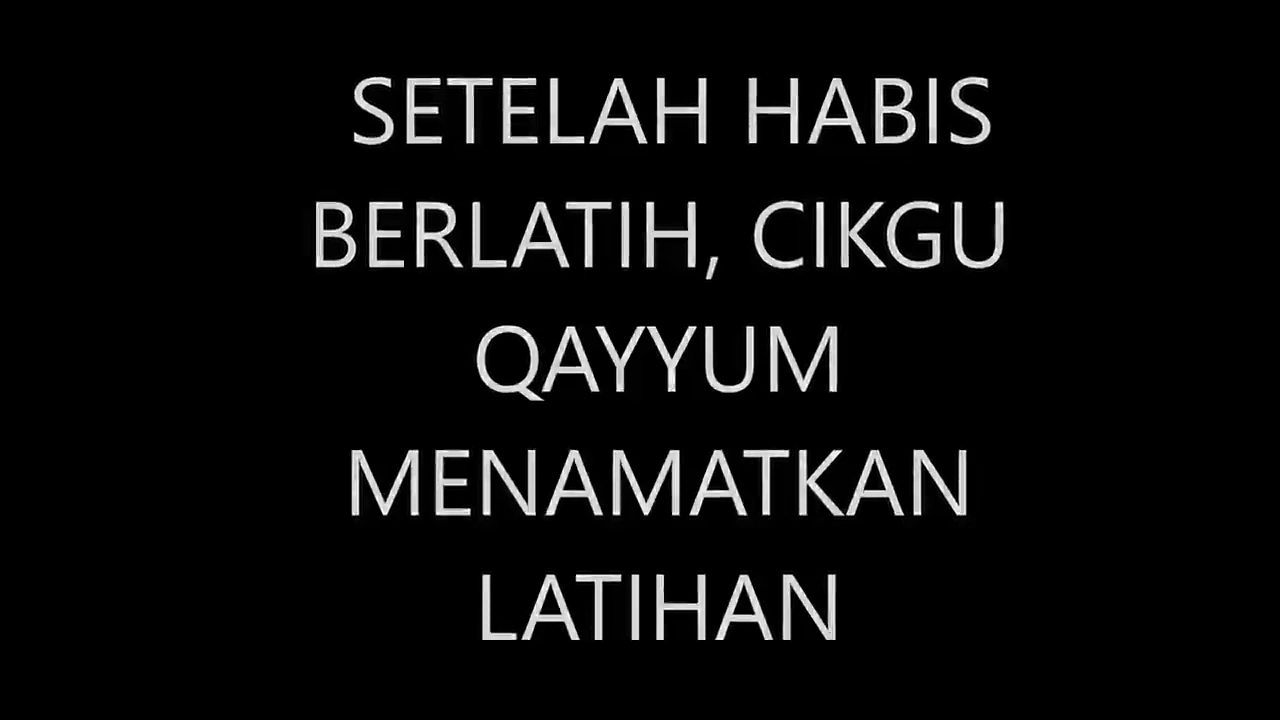 SETELAH HABIS
BERLATIH, CIKGU
QAYYUM
MENAMATKAN
LATIHAN